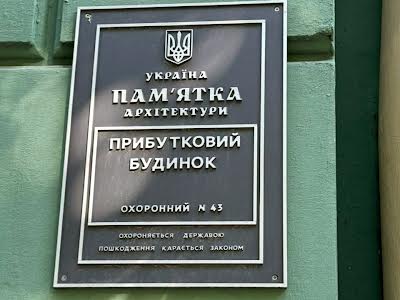 УКРАЇНА
ПАМ'ЯТКА
АРХІТЕКТУРИ
ПРИБУТКОВИЙ
БУДИНОК
ОХОРОННИЙ N 43
ОХОРОНЯЄТЬСЯ ДЕРЖАВОЮ
ПОШКОДЖЕННЯ КАРАЄТЬСЯ ЗАКОНОМ